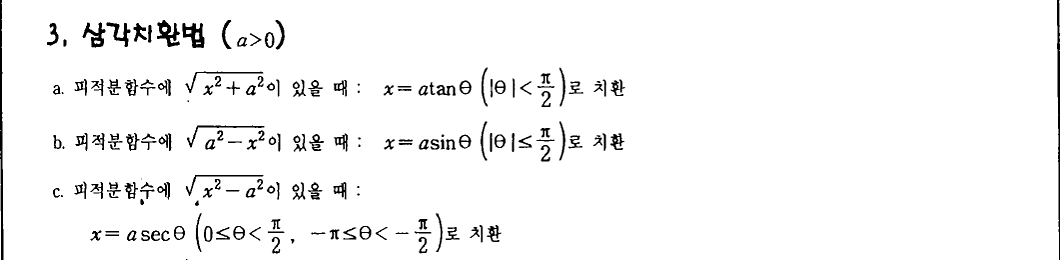 3. 삼각치환법 (a>0)
a. 피적분함수에 √(x²+a²)이 있을 때 : x=atanθ (|θ|<π/2)로 치환
b. 피적분함수에 √(a²-x²)이 있을 때 : x=asinθ (|θ|≤π/2)로 치환
c. 피적분함수에 √(x²-a²)이 있을 때 :
x=asecθ (0≤θ<π/2, -π≤θ<-π/2)로 치환